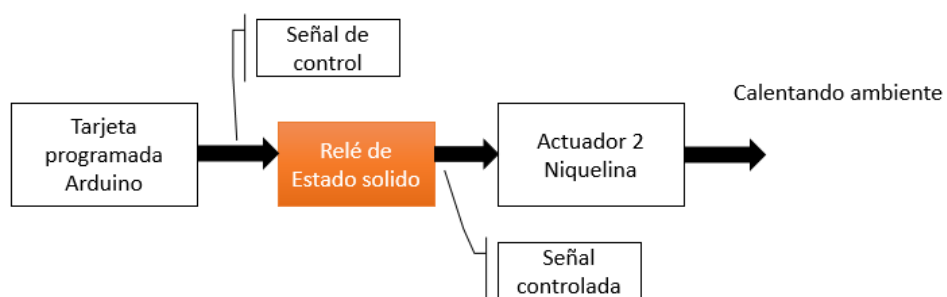 Señal de
control
Calentando ambiente
Tarjeta
programada
Arduino
Relé de
Estado solido
Actuador 2
Niquelina
Señal
controlada